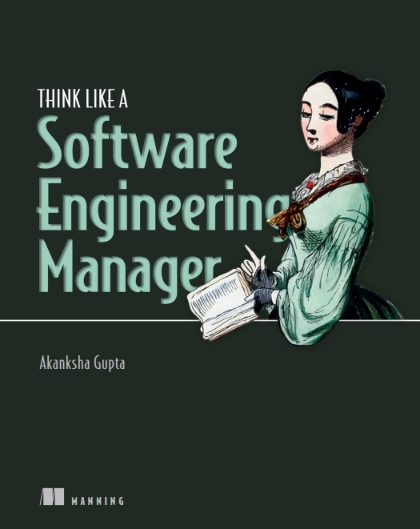 THINK LIKE A
Software
Engineering
Manager
Akanksha Gupta
MANNING